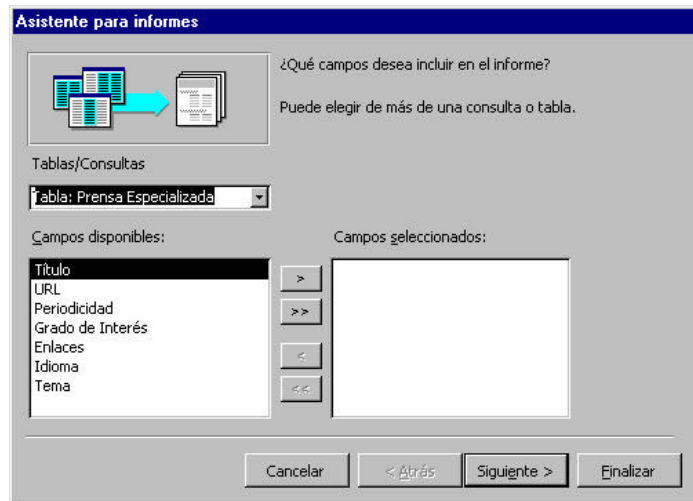 Asistente para informes
¿Qué campos desea incluir en el informe?
Puede elegir de más de una consulta o tabla.
Tablas/Consultas
Tabla: Prensa Especializada
Campos disponibles:
Campos seleccionados:
Título
URL
Periodicidad
Grado de Interés
Enlaces
Idioma
Tema
>
>>
<
<<
Cancelar
< Atrás
Siguiente >
Finalizar